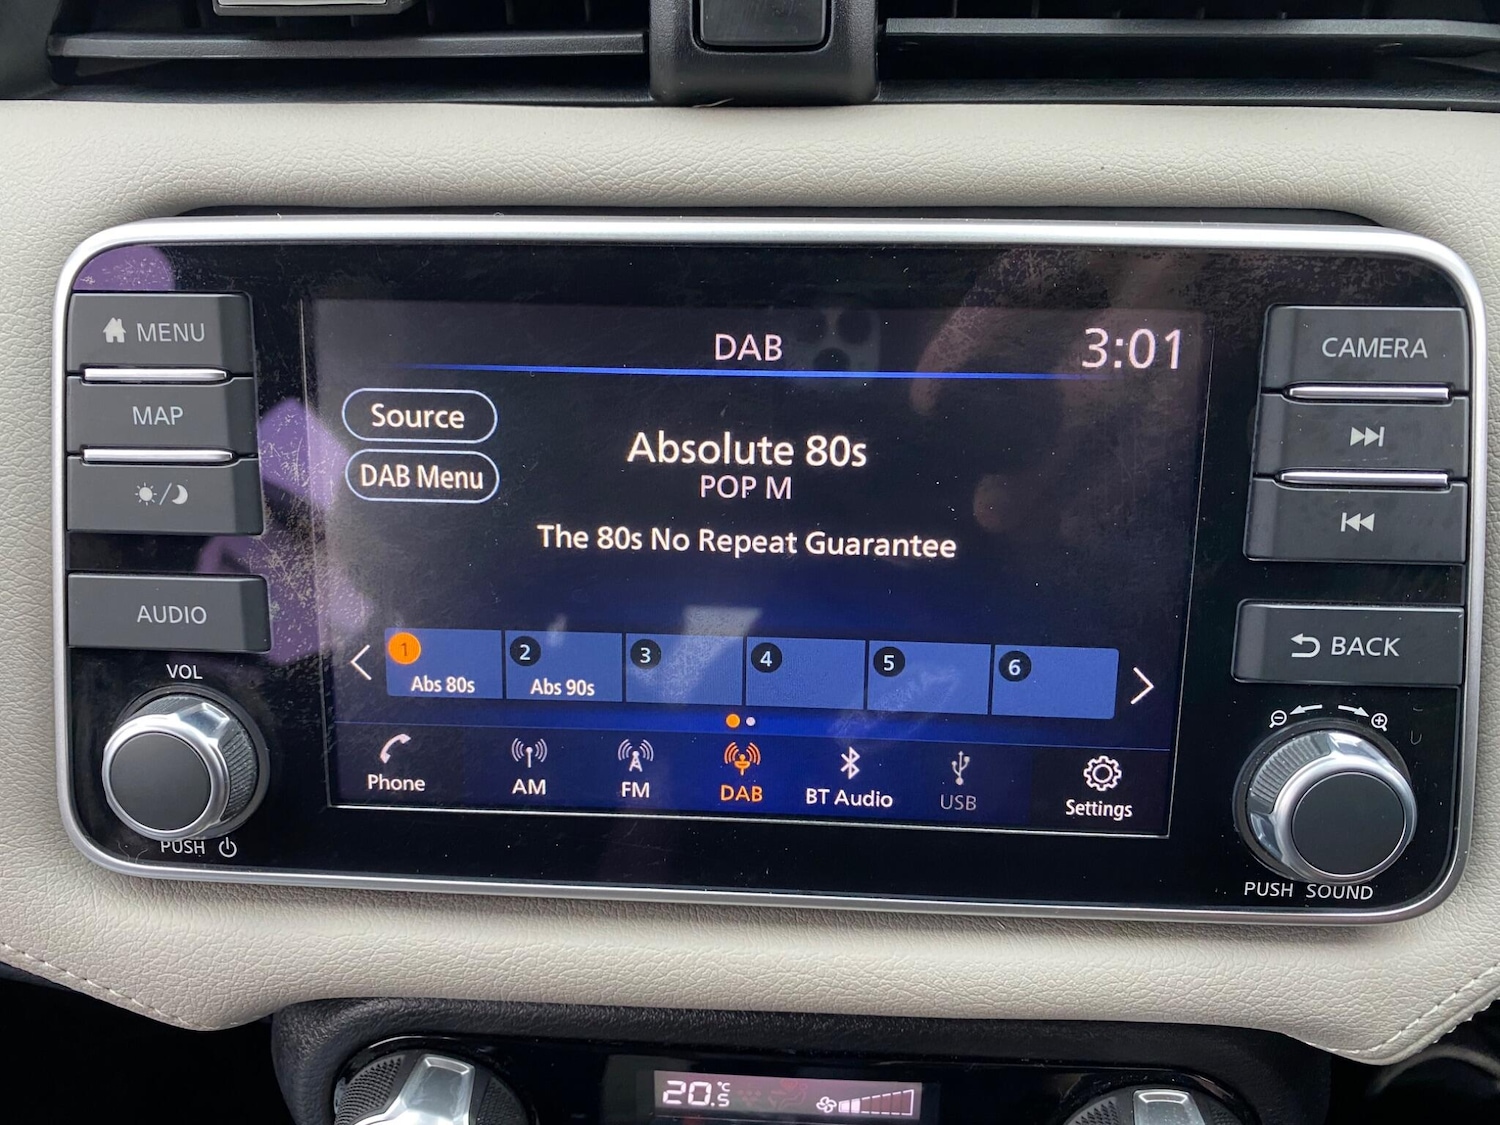 MENU
MAP
AUDIO
VOL
PUSH
DAB
3:01
Source
DAB Menu
Absolute 80s
POP M
The 80s No Repeat Guarantee
1
Abs 80s
2
Abs 90s
3
4
5
6
Phone
AM
FM
DAB
BT Audio
USB
Settings
CAMERA
BACK
PUSH SOUND
20.5 °C